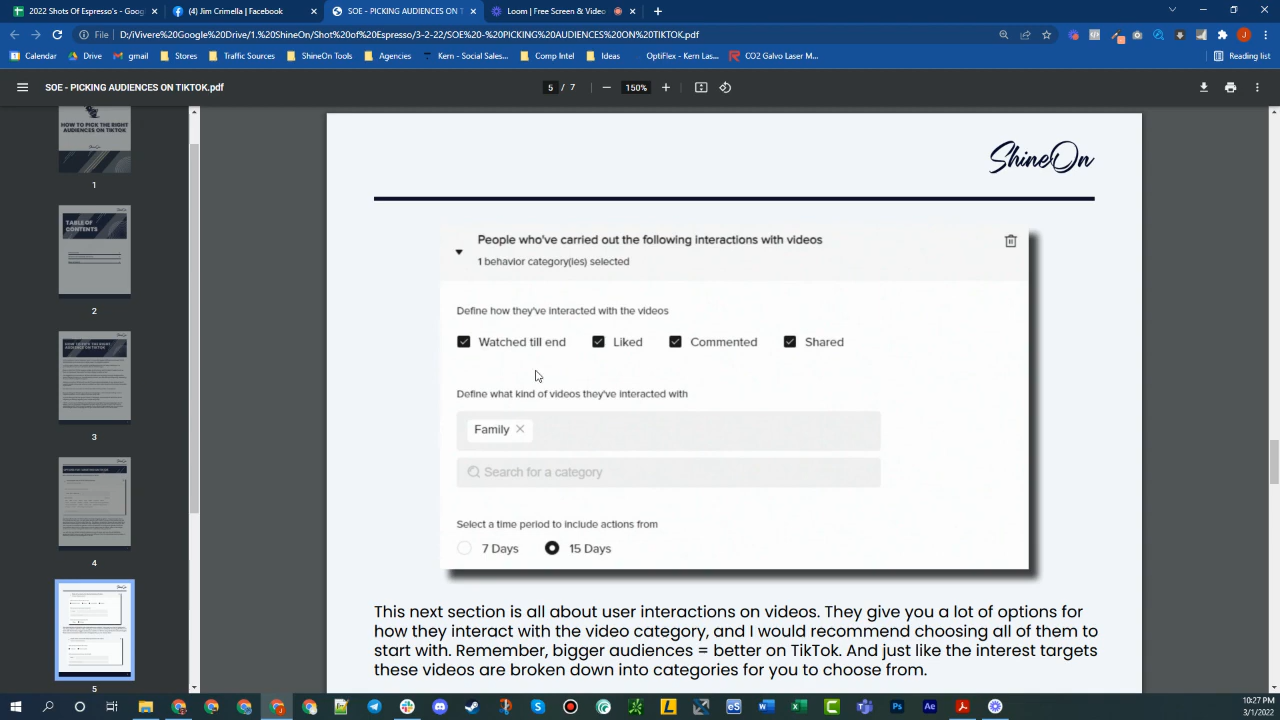 2022 Shots Of Espresso's - Goog
(4) Jim Crimella | Facebook
SOE - PICKING AUDIENCES ON T
Loom | Free Screen & Video
File
D:/iVivere%20Google%20Drive/1.%20ShineOn/Shot%20of%20Espresso/3-2-22/SOE%20-%20PICKING%20AUDIENCES%20ON%20TIKTOK.pdf
Calendar
Drive
gmail
Stores
Traffic Sources
ShineOn Tools
Agencies
Kern - Social Sales...
Comp Intel
Ideas
OptiFlex - Kern Las...
CO2 Galvo Laser M...
Reading list
SOE - PICKING AUDIENCES ON TIKTOK.pdf
5 / 7
150%
HOW TO PICK THE RIGHT
AUDIENCES ON TIKTOK
1
TABLE OF
CONTENTS
2
3
4
5
ShineOn
People who've carried out the following interactions with videos
1 behavior category(ies) selected
Define how they've interacted with the videos
Watched till end
Liked
Commented
Shared
Define what kind of videos they've interacted with
Family
Search for a category
Select a time period to include actions from
7 Days
15 Days
This next section is all about user interactions on videos. They give you a lot of options for
how they interact with the video category, and I would recommend choosing all of them to
start with. Remember, bigger audiences = better on TikTok. And just like the interest targets
these videos are broken down into categories for you to choose from.
10:27 PM
3/1/2022